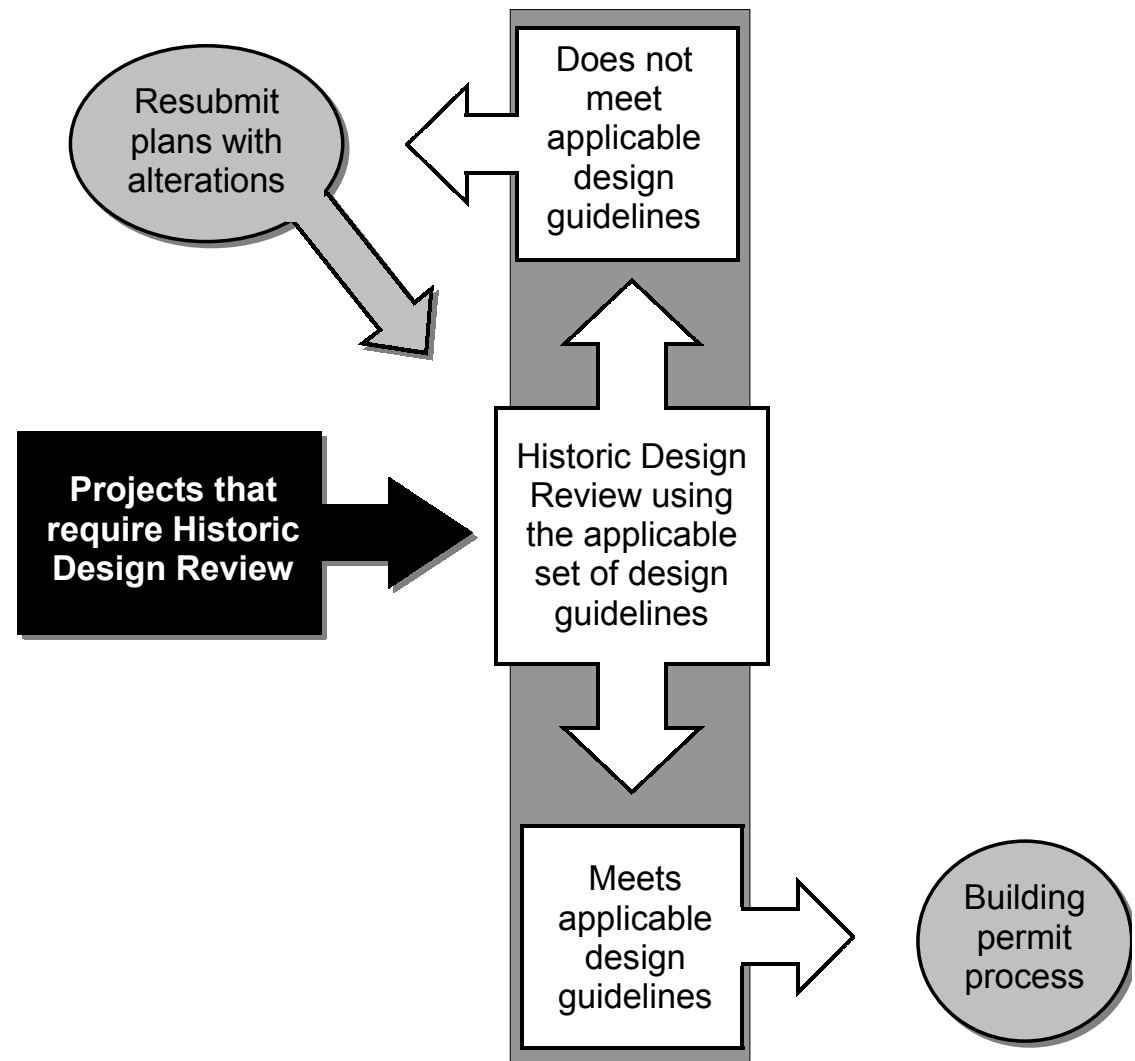 Does not
meet
applicable
design
guidelines
Resubmit
plans with
alterations
Projects that
require Historic
Design Review
Historic Design
Review using
the applicable
set of design
guidelines
Meets
applicable
design
guidelines
Building
permit
process